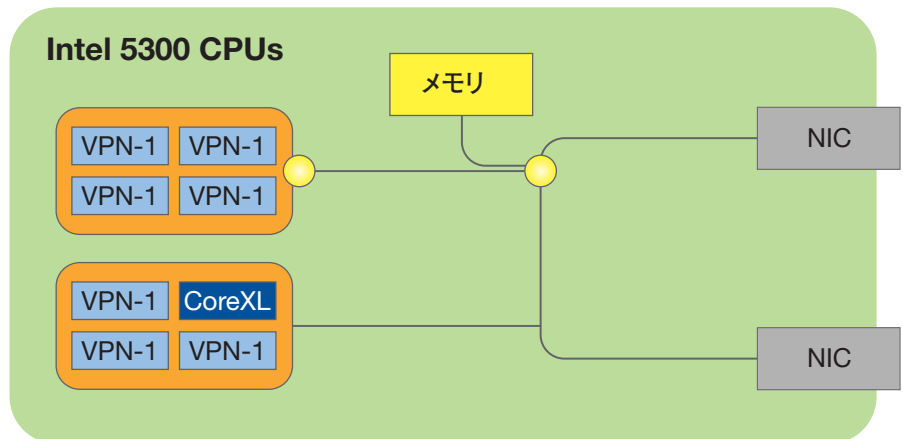 Intel 5300 CPUs
メモリ
VPN-1 VPN-1
VPN-1 VPN-1
NIC
VPN-1 CoreXL
VPN-1 VPN-1
NIC